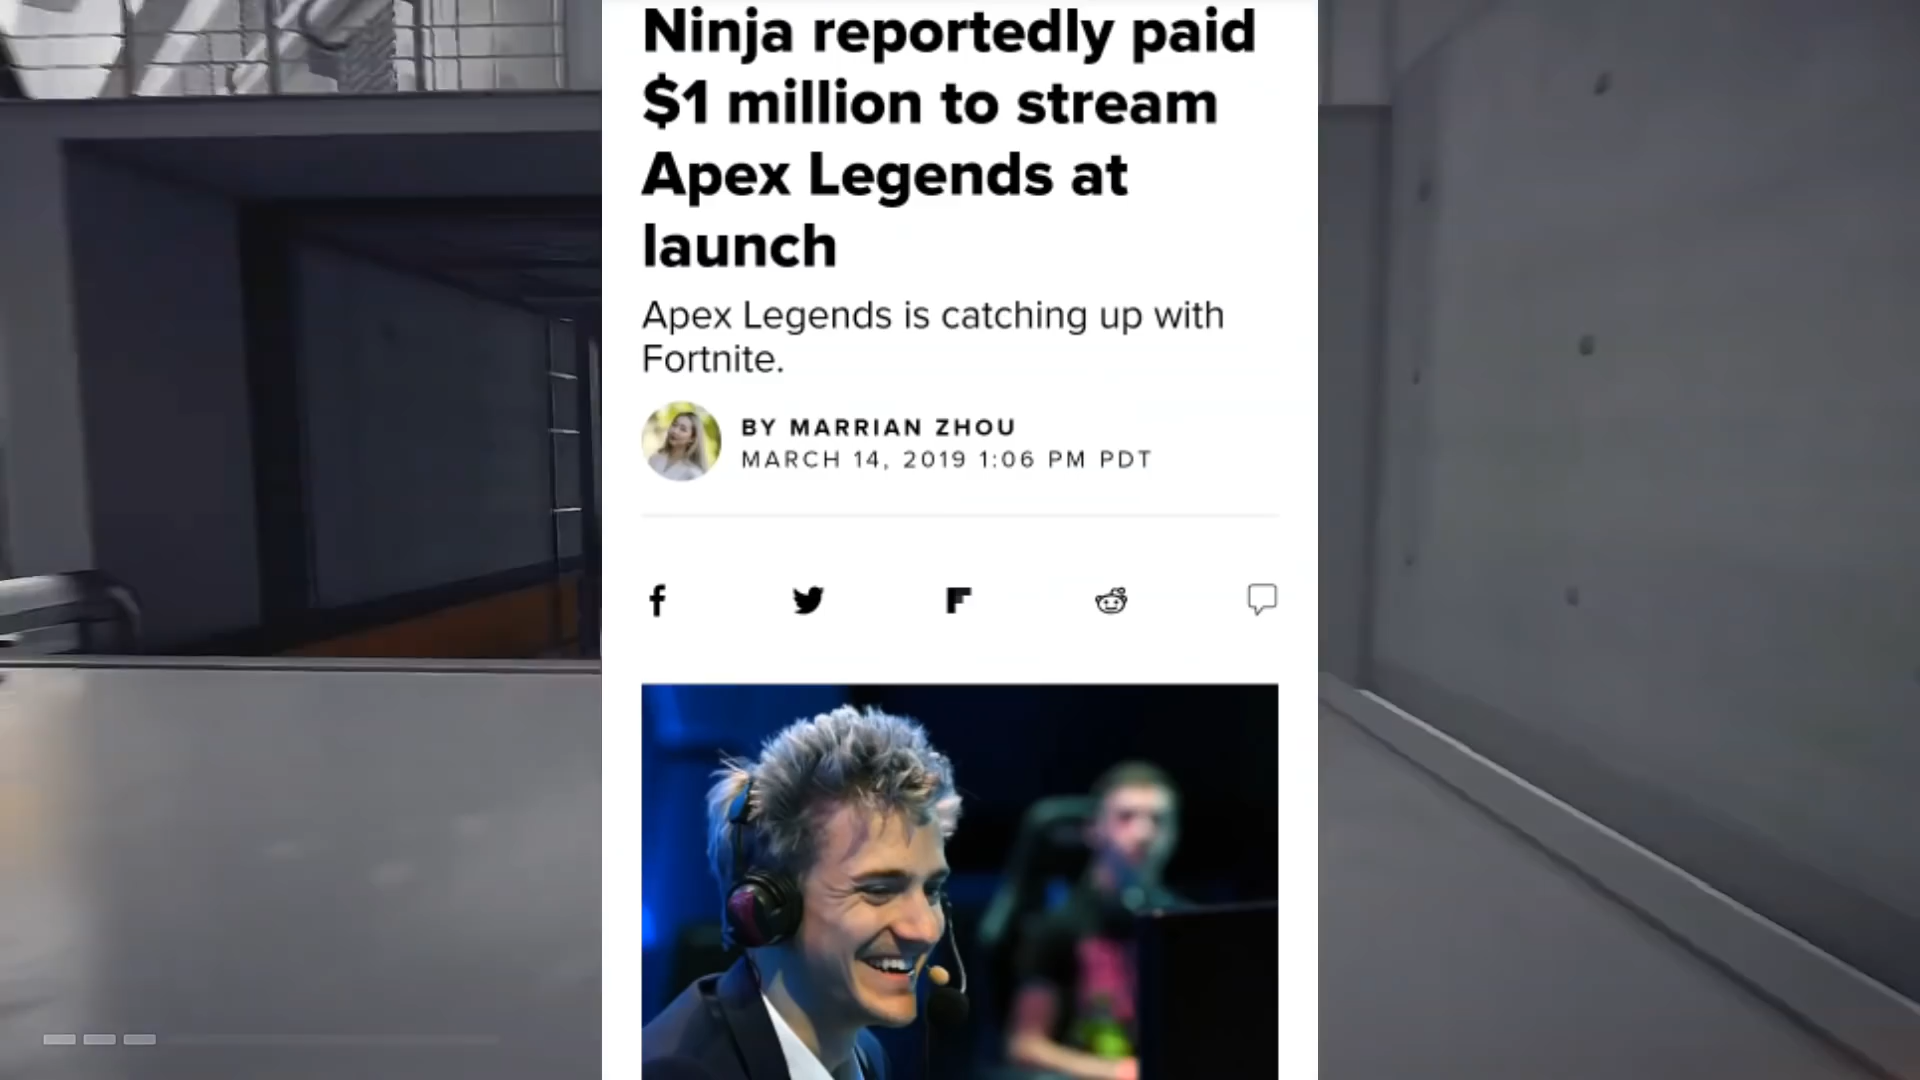 Ninja reportedly paid
$1 million to stream
Apex Legends at
launch
Apex Legends is catching up with
Fortnite.
BY MARRIAN ZHOU
MARCH 14, 2019 1:06 PM PDT